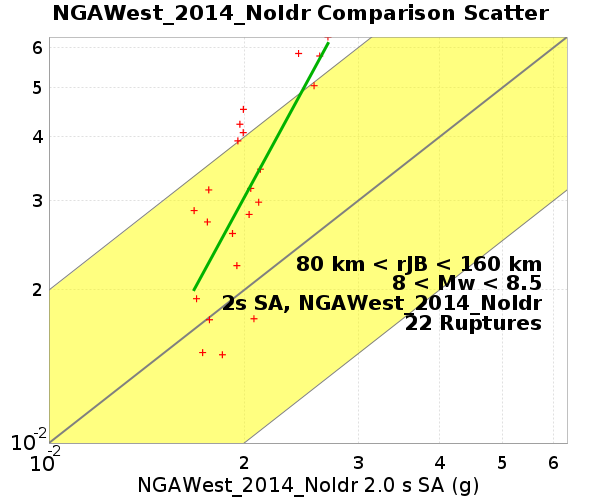 NGAWest_2014_NoIdr Comparison Scatter
6
5
4
3
2
10-2
10-2
2
3
4
5
6
80 km < rJB < 160 km
8 < Mw < 8.5
2s SA, NGAWest_2014_NoIdr
22 Ruptures
NGAWest_2014_NoIdr 2.0 s SA (g)